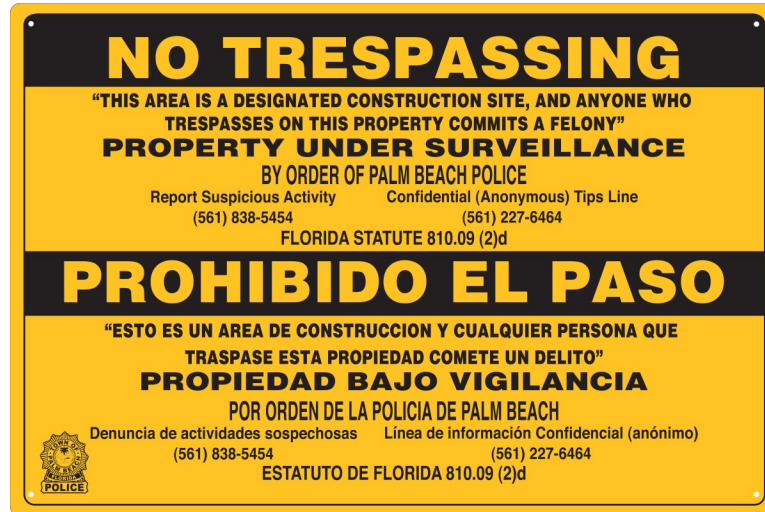 NO TRESPASSING
“THIS AREA IS A DESIGNATED CONSTRUCTION SITE, AND ANYONE WHO
TRESPASSES ON THIS PROPERTY COMMITS A FELONY”
PROPERTY UNDER SURVEILLANCE
BY ORDER OF PALM BEACH POLICE
Report Suspicious Activity Confidential (Anonymous) Tips Line
(561) 838-5454 (561) 227-6464
FLORIDA STATUTE 810.09 (2)d
PROHIBIDO EL PASO
“ESTO ES UN AREA DE CONSTRUCCION Y CUALQUIER PERSONA QUE
TRASPASE ESTA PROPIEDAD COMETE UN DELITO”
PROPIEDAD BAJO VIGILANCIA
POR ORDEN DE LA POLICIA DE PALM BEACH
Denuncia de actividades sospechosas Línea de información Confidencial (anónimo)
(561) 838-5454 (561) 227-6464
ESTATUTO DE FLORIDA 810.09 (2)d
TOWN OF
PALM BEACH
FLORIDA
POLICE